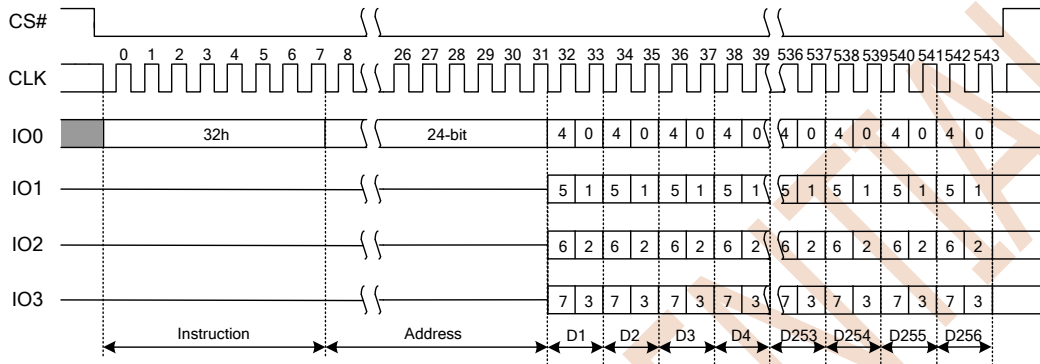 CS#
0 1 2 3 4 5 6 7 8 26 27 28 29 30 31 32 33 34 35 36 37 38 39 536 537 538 539 540 541 542 543
CLK
IO0 32h 24-bit 4 0 4 0 4 0 4 0 4 0 4 0 4 0 4 0
IO1 5 1 5 1 5 1 5 1 5 1 5 1 5 1 5 1
IO2 6 2 6 2 6 2 6 2 6 2 6 2 6 2 6 2
IO3 7 3 7 3 7 3 7 3 7 3 7 3 7 3 7 3
Instruction Address D1 D2 D3 D4 D253 D254 D255 D256
ENTIAL